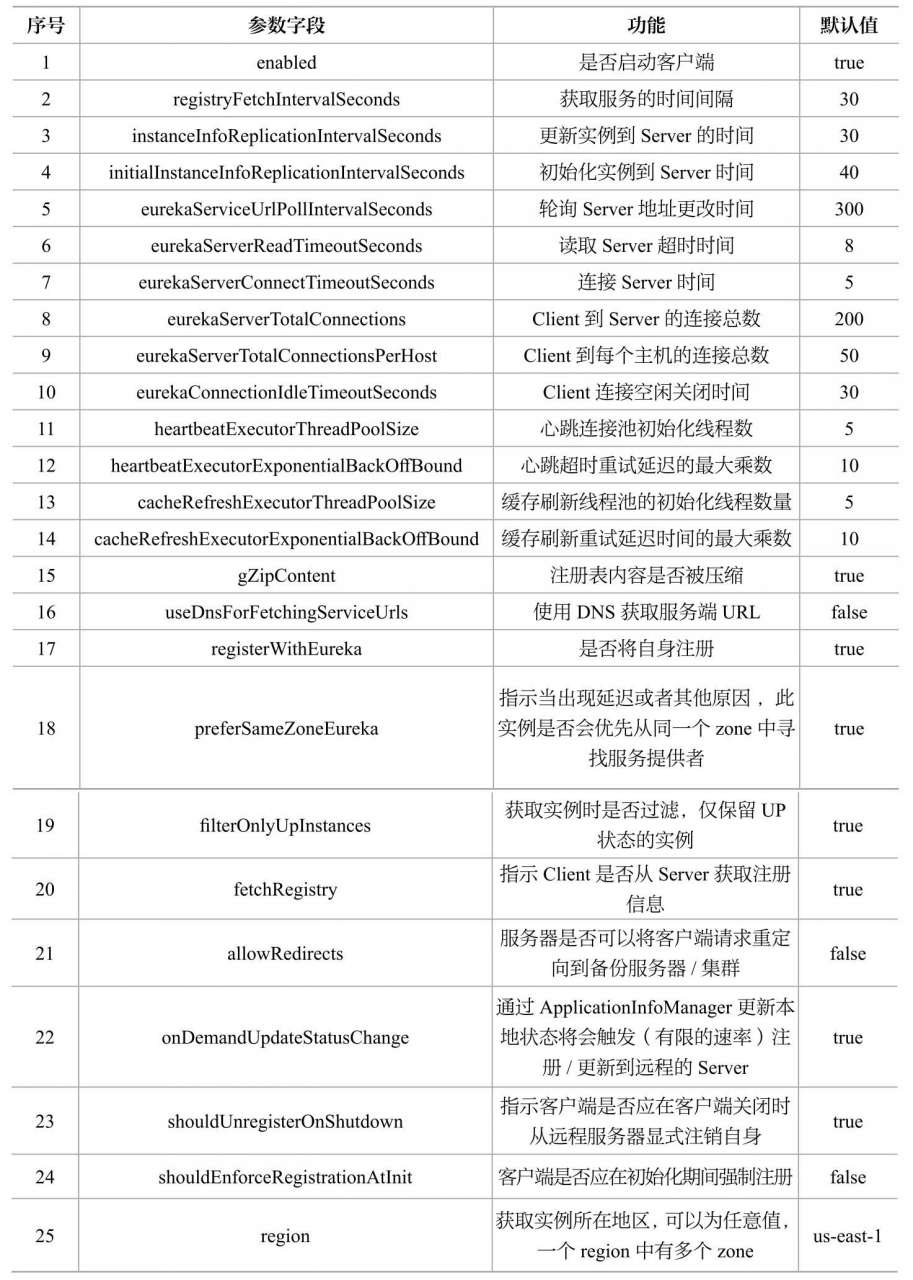 序号 参数字段 功能 默认值
1 enabled 是否启动客户端 true
2 registryFetchIntervalSeconds 获取服务的时间间隔 30
3 instanceInfoReplicationIntervalSeconds 更新实例到 Server 的时间 30
4 initialInstanceInfoReplicationIntervalSeconds 初始化实例到 Server 时间 40
5 eurekaServiceUrlPollIntervalSeconds 轮询 Server 地址更改时间 300
6 eurekaServerReadTimeoutSeconds 读取 Server 超时时间 8
7 eurekaServerConnectTimeoutSeconds 连接 Server 时间 5
8 eurekaServerTotalConnections Client 到 Server 的连接总数 200
9 eurekaServerTotalConnectionsPerHost Client 到每个主机的连接总数 50
10 eurekaConnectionIdleTimeoutSeconds Client 连接空闲关闭时间 30
11 heartbeatExecutorThreadPoolSize 心跳连接池初始化线程数 5
12 heartbeatExecutorExponentialBackOffBound 心跳超时重试延迟的最大乘数 10
13 cacheRefreshExecutorThreadPoolSize 缓存刷新线程池的初始化线程数量 5
14 cacheRefreshExecutorExponentialBackOffBound 缓存刷新重试延迟时间的最大乘数 10
15 gZipContent 注册表内容是否被压缩 true
16 useDnsForFetchingServiceUrls 使用 DNS 获取服务端 URL false
17 registerWithEureka 是否将自身注册 true
指示当出现延迟或者其他原因，此
18 preferSameZoneEureka 实例是否会优先从同一个 zone 中寻 true
找服务提供者
获取实例时是否过滤，仅保留 UP
19 filterOnlyUpInstances true
状态的实例
指示 Client 是否从 Server 获取注册
20 fetchRegistry true
信息
服务器是否可以将客户端请求重定
21 allowRedirects false
向到备份服务器 / 集群
通过 ApplicationInfoManager 更新本
22 onDemandUpdateStatusChange 地状态将会触发（有限的速率）注 true
册 / 更新到远程的 Server
指示客户端是否应在客户端关闭时
23 shouldUnregisterOnShutdown true
从远程服务器显式注销自身
24 shouldEnforceRegistrationAtInit 客户端是否应在初始化期间强制注册 false
获取实例所在地区，可以为任意值，
25 region us-east-1
一个 region 中有多个 zone